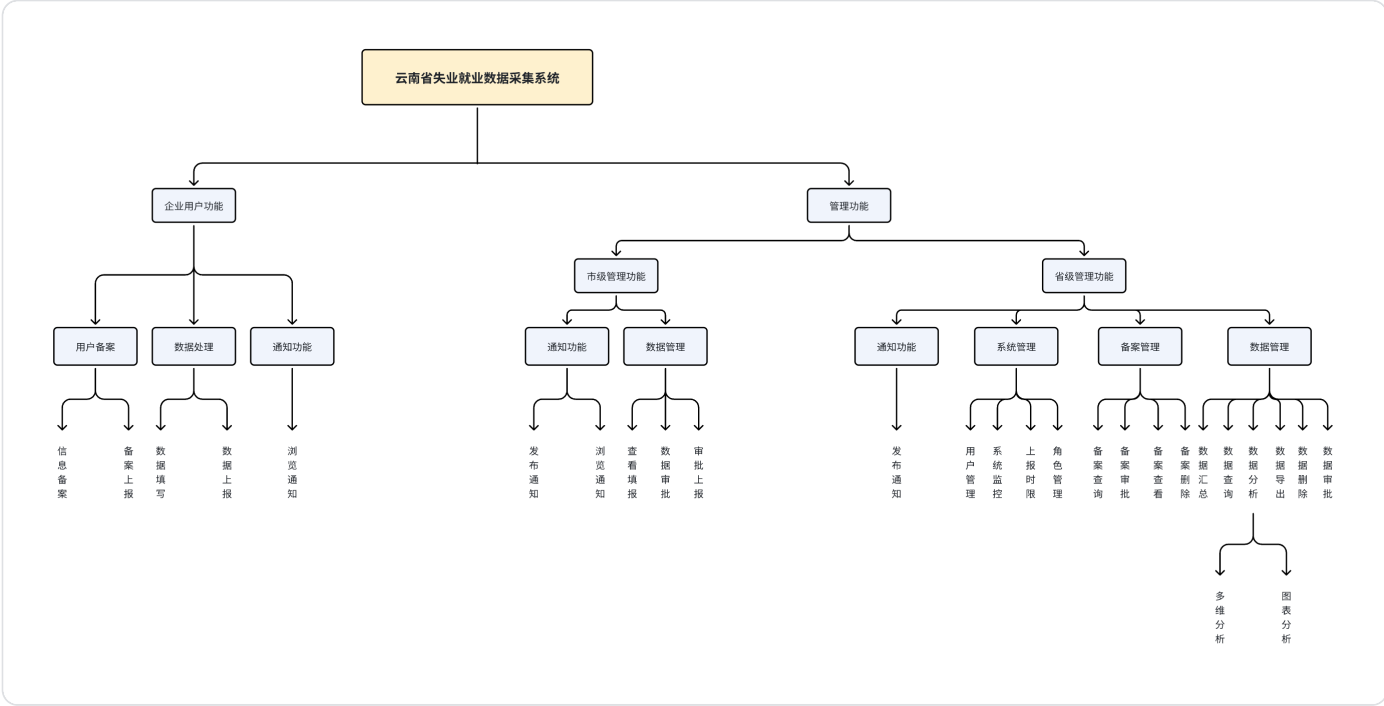 云南省失业就业数据采集系统
企业用户功能
管理功能
市级管理功能
省级管理功能
用户备案
数据处理
通知功能
通知功能
数据管理
通知功能
系统管理
备案管理
数据管理
信息备案
备案上报
数据填写
数据上报
浏览通知
发布通知
浏览通知
查看填报
数据审批
审批上报
发布通知
用户管理
系统监控
上报时限
角色管理
备案查询
备案审批
备案查看
备案删除
数据汇总
数据查询
数据分析
数据导出
数据删除
数据审批
多维分析
图表分析